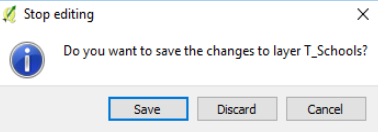 Stop editing
Do you want to save the changes to layer T_Schools?
Save Discard Cancel